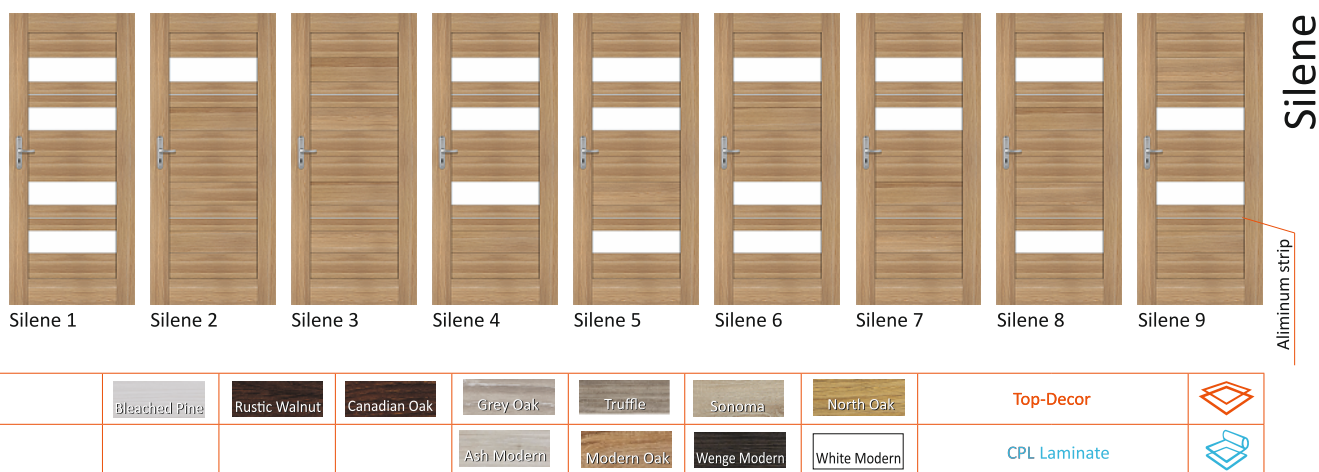 Silene
Silene 1
Silene 2
Silene 3
Silene 4
Silene 5
Silene 6
Silene 7
Silene 8
Silene 9
Aliminum strip
Bleached Pine
Rustic Walnut
Canadian Oak
Grey Oak
Truffle
Sonoma
North Oak
Top-Decor
Ash Modern
Modern Oak
Wenge Modern
White Modern
CPL Laminate